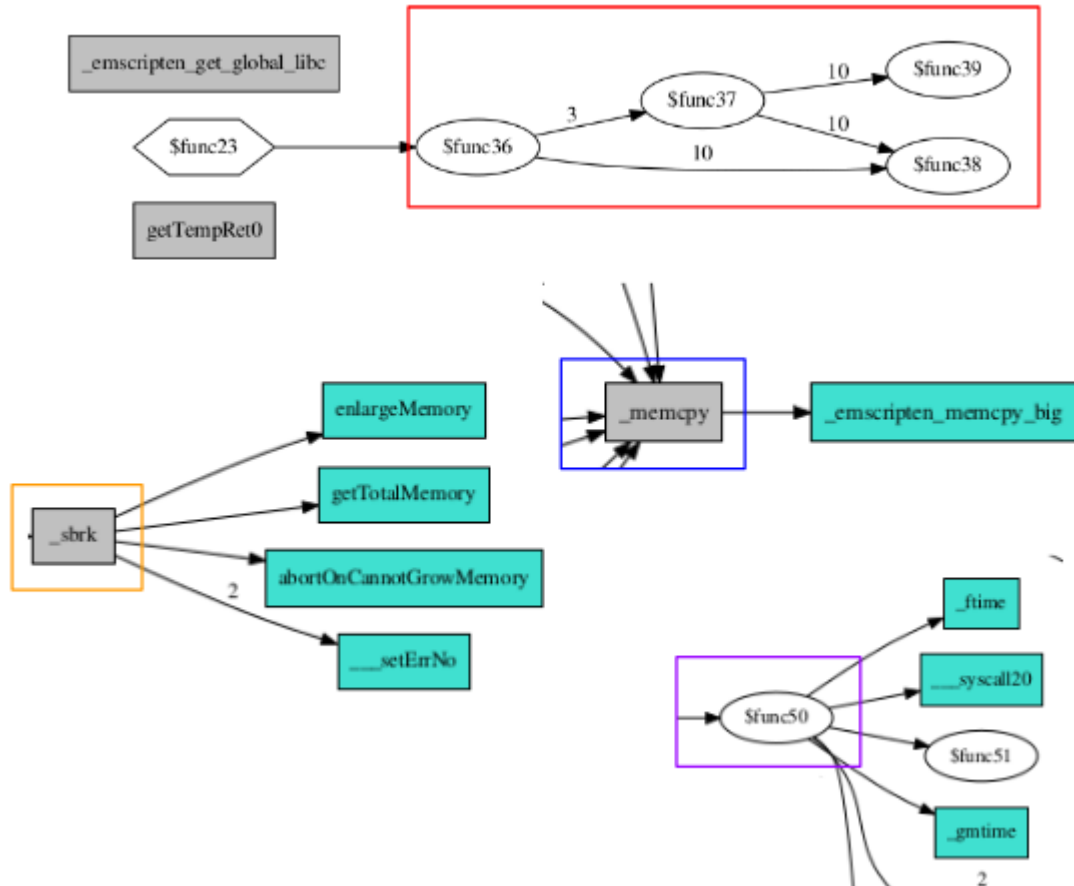 _emscripten_get_global_libc
$func23
getTempRet0
$func36
3
$func37
10
$func39
10
10
$func38
_memcpy
_emscripten_memcpy_big
enlargeMemory
getTotalMemory
_sbrk
abortOnCannotGrowMemory
2
___setErrNo
_ftime
___syscall20
$func50
$func51
_gmtime
2